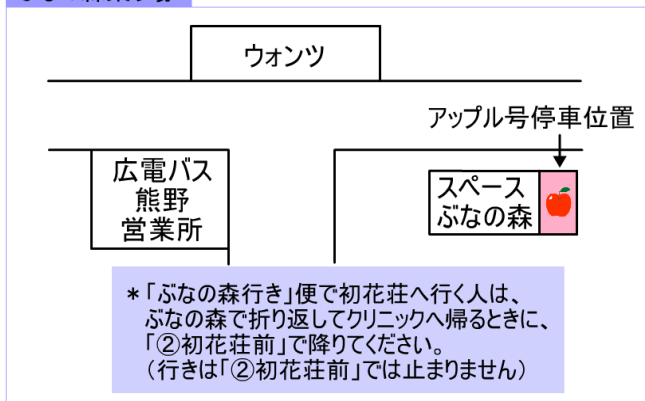 ウォンツ
アップル号停車位置
広電バス
熊野
営業所
スペース
ぶなの森
*「ぶなの森行き」便で初花荘へ行く人は、
ぶなの森で折り返してクリニックへ帰るときに、
「②初花荘前」で降りてください。
（行きは「②初花荘前」では止まりません）